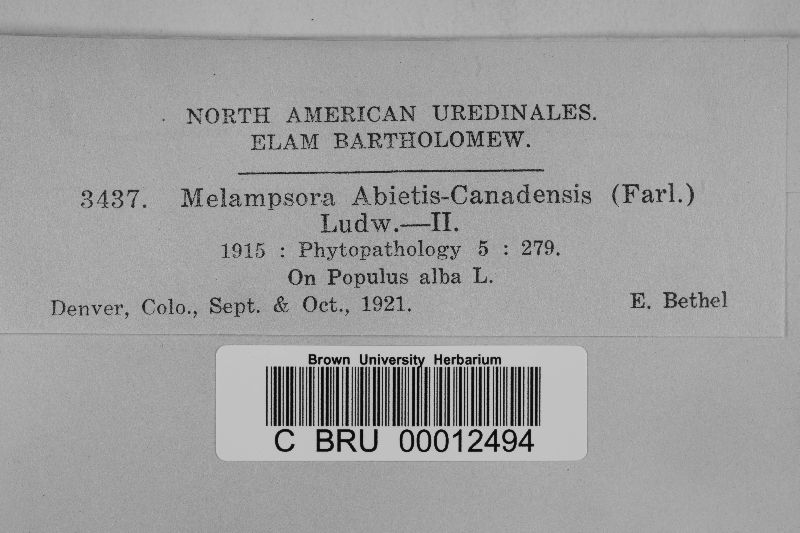 NORTH AMERICAN UREDINALES.
ELAM BARTHOLOMEW.
3437. Melampsora Abietis-Canadensis (Farl.)
Ludw.—II.
1915 : Phytopathology 5 : 279.
On Populus alba L.
Denver, Colo., Sept. & Oct., 1921. E. Bethel
Brown University Herbarium
C BRU 00012494